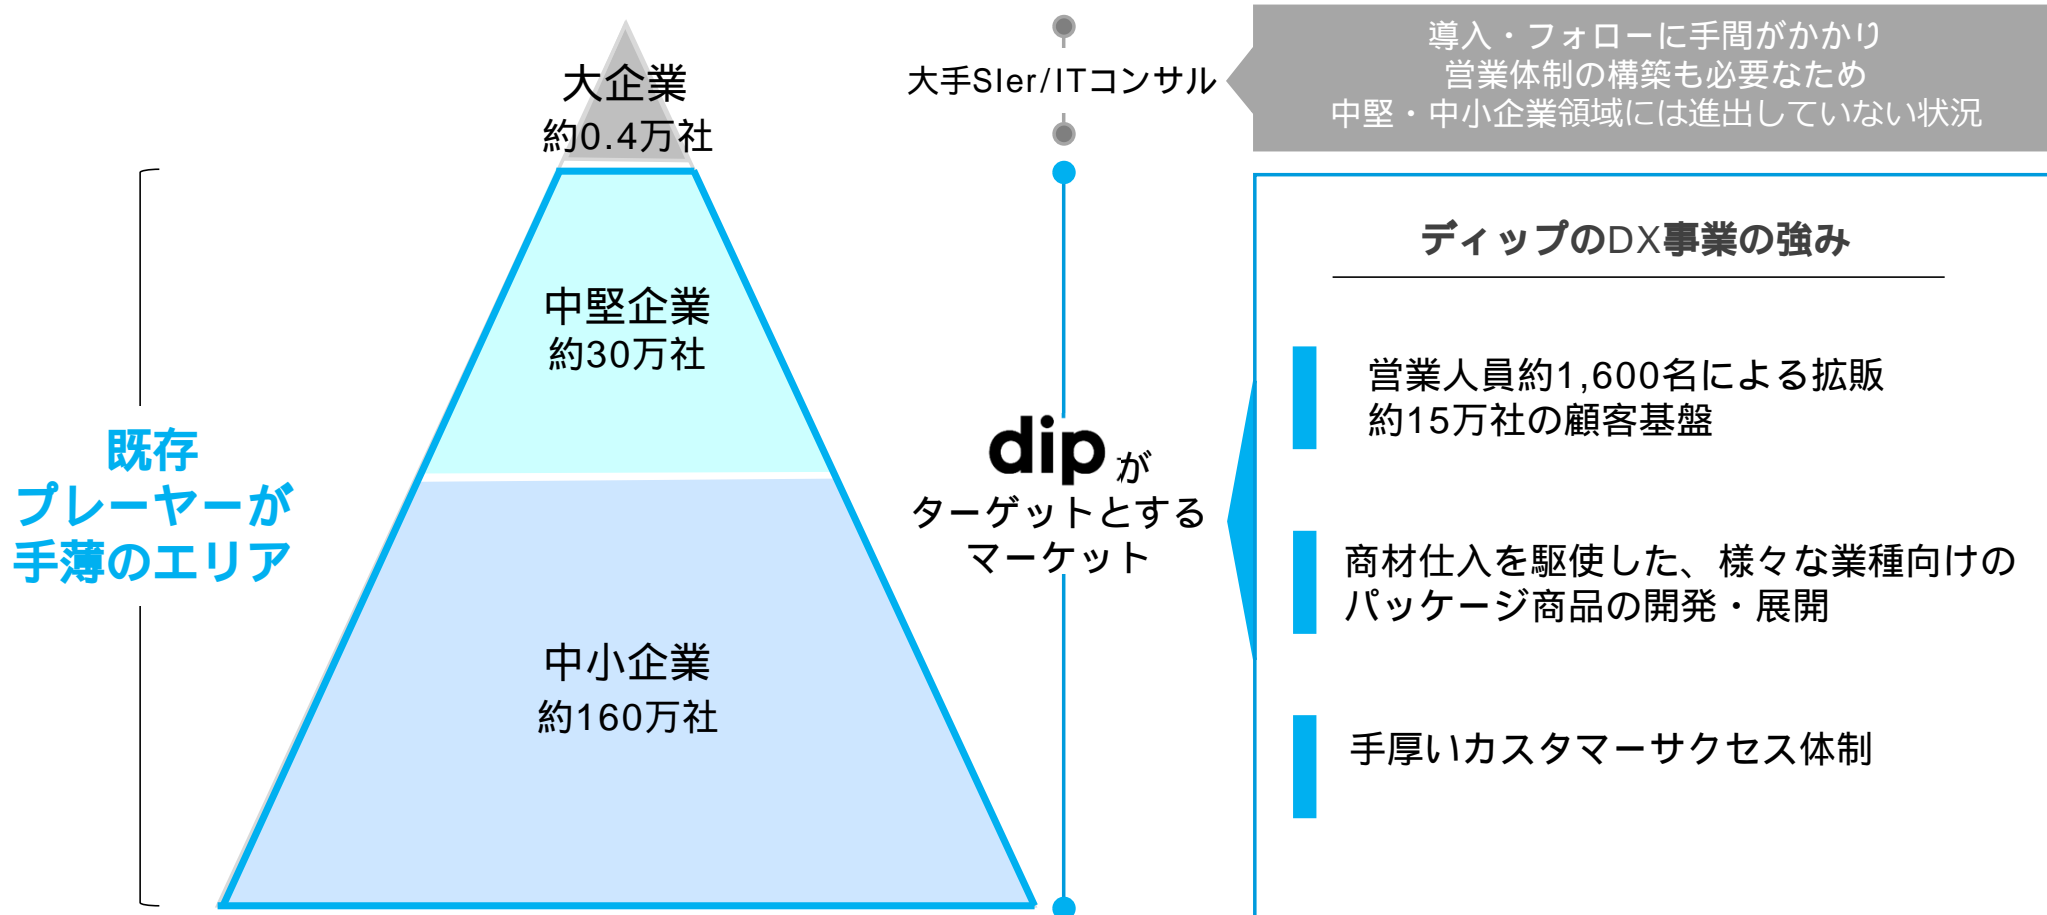 大企業
約0.4万社
中堅企業
約30万社
中小企業
約160万社
既存
プレーヤーが
手薄のエリア
大手SIer/ITコンサル
dipが
ターゲットとする
マーケット
導入・フォローに手間がかかり
営業体制の構築も必要なため
中堅・中小企業領域には進出していない状況
ディップのDX事業の強み
営業人員約1,600名による拡販
約15万社の顧客基盤
商材仕入を駆使した、様々な業種向けの
パッケージ商品の開発・展開
手厚いカスタマーサクセス体制